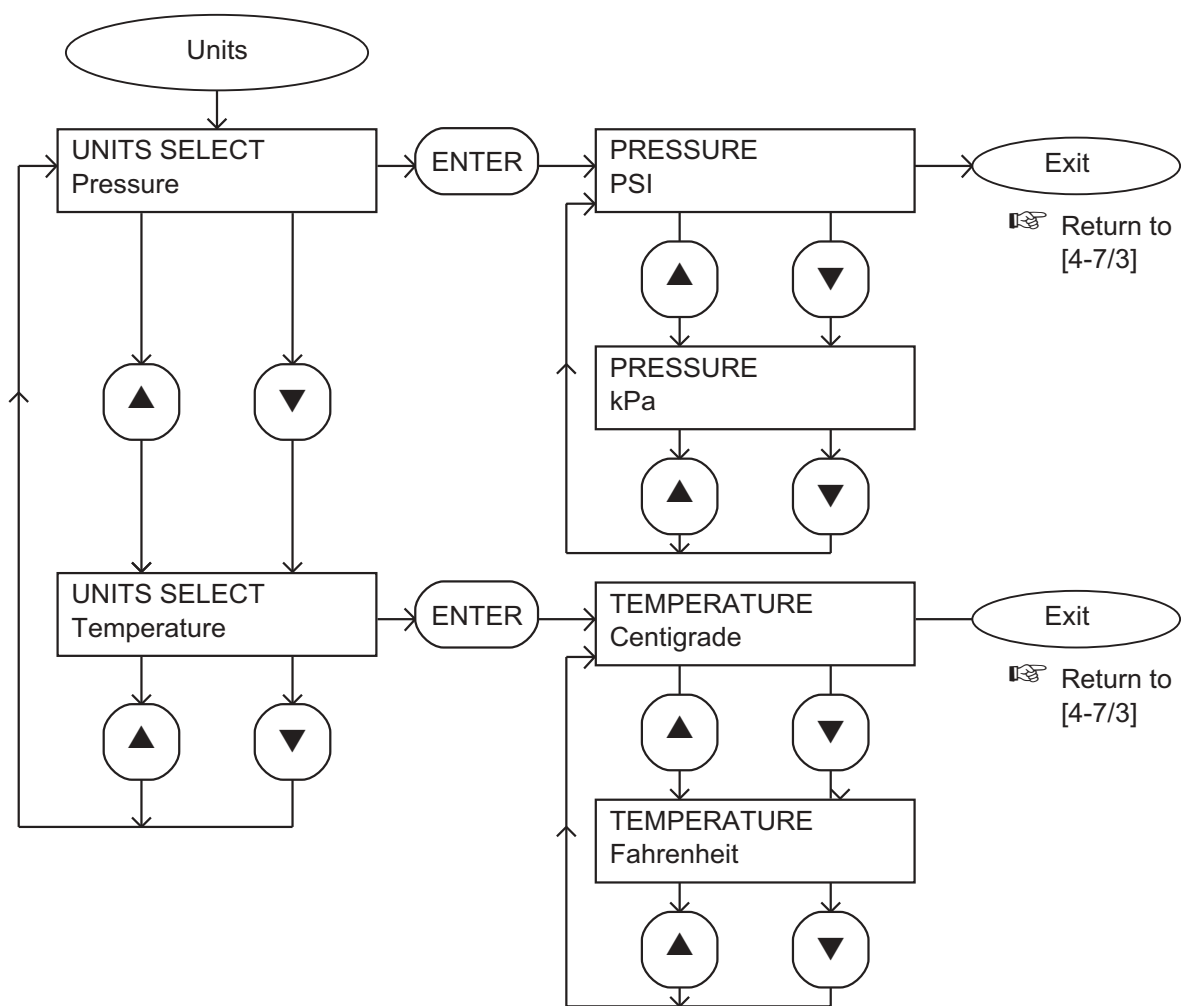 Units
UNITS SELECT
Pressure
ENTER
PRESSURE
PSI
Exit
☞ Return to
[4-7/3]
▲
▼
▲
▼
PRESSURE
kPa
▲
▼
UNITS SELECT
Temperature
ENTER
TEMPERATURE
Centigrade
Exit
☞ Return to
[4-7/3]
▲
▼
▲
▼
TEMPERATURE
Fahrenheit
▲
▼